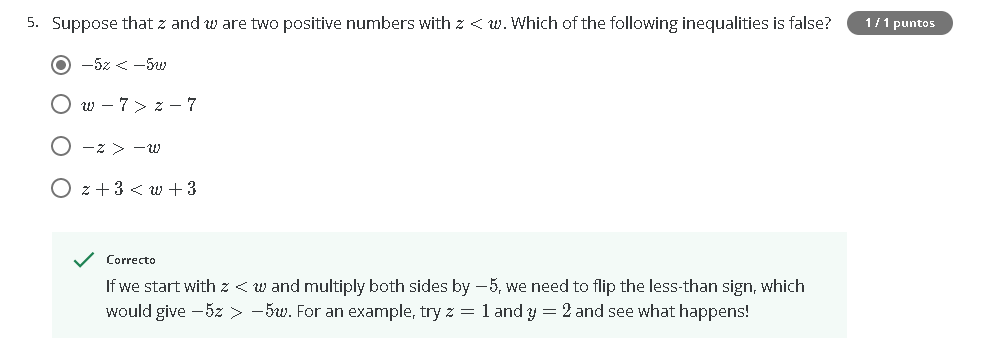 5. Suppose that z and w are two positive numbers with z < w. Which of the following inequalities is false? 1 / 1 puntos
−5z < −5w
w − 7 > z − 7
−z > −w
z + 3 < w + 3
Correcto
If we start with z < w and multiply both sides by −5, we need to flip the less-than sign, which
would give −5z > −5w. For an example, try z = 1 and y = 2 and see what happens!